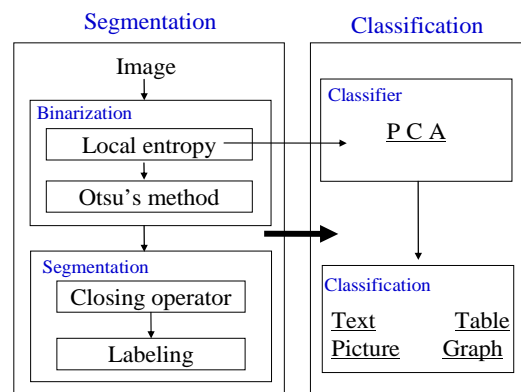 Segmentation
Image
Binarization
Local entropy
Otsu's method
Segmentation
Closing operator
Labeling
Classification
Classifier
P C A
Classification
Text Table
Picture Graph